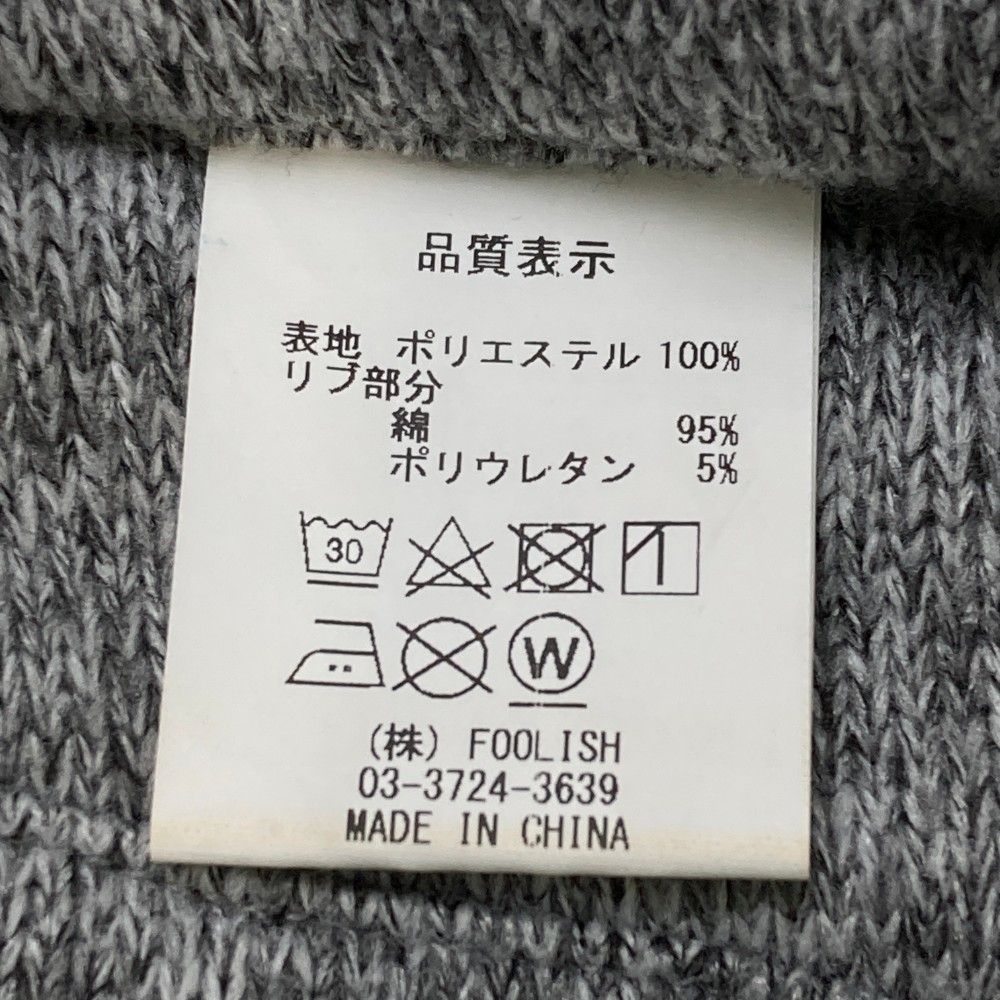 品質表示
表地 ポリエステル 100%
リブ部分
綿 95%
ポリウレタン 5%
30
W
(株) FOOLISH
03-3724-3639
MADE IN CHINA